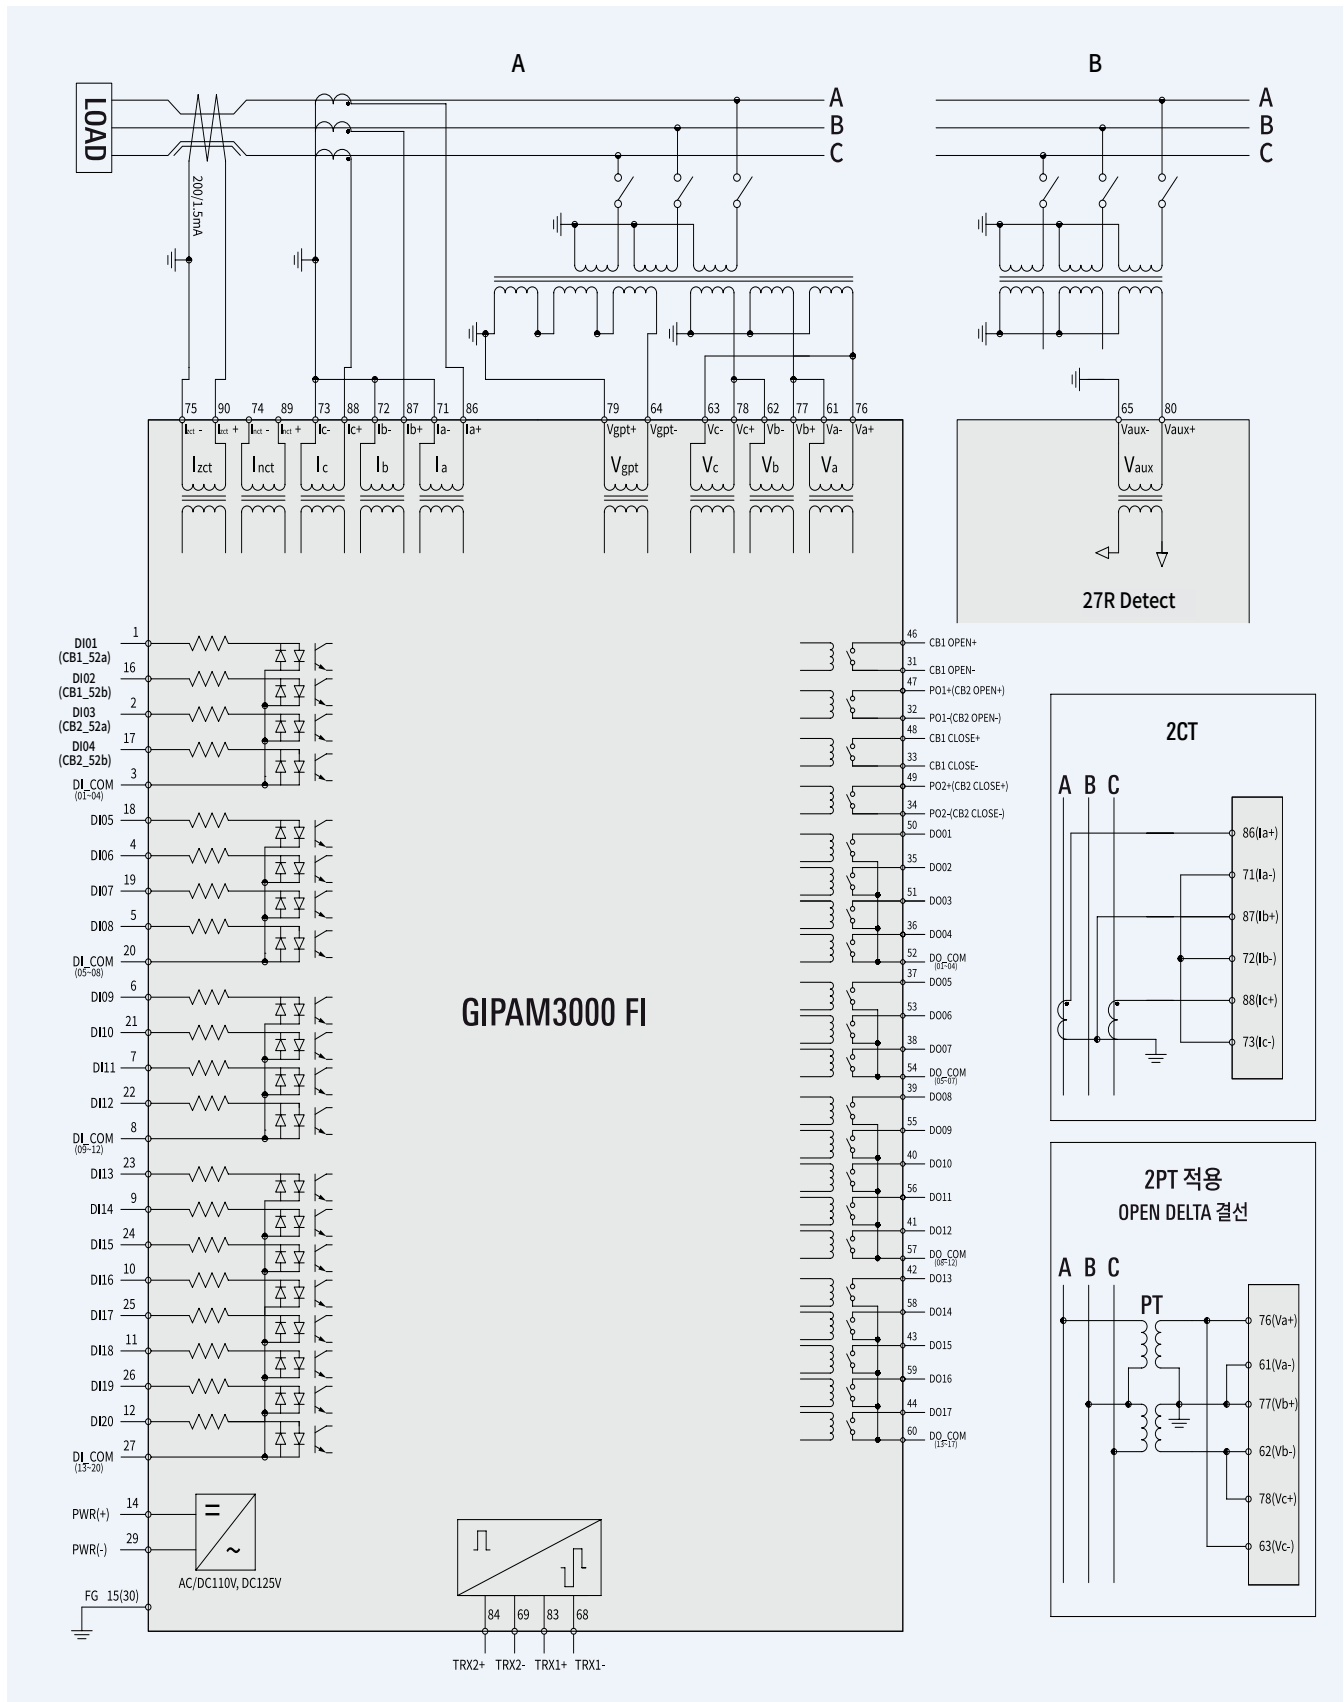 A
B
LOAD
A
B
C
A
B
C
200/1.5mA
75
90
74
89
73
88
72
87
71
86
79
64
63
78
62
77
61
76
65
80
Izct -
Izct +
Inct -
Inct +
Ic-
Ic+
Ib-
Ib+
Ia-
Ia+
Vgpt+
Vgpt-
Vc-
Vc+
Vb-
Vb+
Va-
Va+
Vaux-
Vaux+
Izct
Inct
Ic
Ib
Ia
Vgpt
Vc
Vb
Va
Vaux
27R Detect
1
DI01
(CB1_52a)
16
DI02
(CB1_52b)
2
DI03
(CB2_52a)
17
DI04
(CB2_52b)
3
DI_COM
(01~04)
18
DI05
4
DI06
19
DI07
5
DI08
20
DI_COM
(05~08)
6
DI09
21
DI10
7
DI11
22
DI12
8
DI_COM
(09~12)
23
DI13
9
DI14
24
DI15
10
DI16
25
DI17
11
DI18
26
DI19
12
DI20
27
DI_COM
(13~20)
14
PWR(+)
29
PWR(-)
AC/DC110V, DC125V
FG 15(30)
GIPAM3000 FI
46
CB1 OPEN+
31
CB1 OPEN-
47
PO1+(CB2 OPEN+)
32
PO1-(CB2 OPEN-)
48
CB1 CLOSE+
33
CB1 CLOSE-
49
PO2+(CB2 CLOSE+)
34
PO2-(CB2 CLOSE-)
50
DO01
35
DO02
51
DO03
36
DO04
52
DO_COM
(01~04)
37
DO05
53
DO06
38
DO07
54
DO_COM
(05~07)
39
DO08
55
DO09
40
DO10
56
DO11
41
DO12
57
DO_COM
(08~12)
42
DO13
58
DO14
43
DO15
59
DO16
44
DO17
60
DO_COM
(13~17)
84
69
83
68
TRX2+
TRX2-
TRX1+
TRX1-
2CT
A B C
86(Ia+)
71(Ia-)
87(Ib+)
72(Ib-)
88(Ic+)
73(Ic-)
2PT 적용
OPEN DELTA 결선
A B C
PT
76(Va+)
61(Va-)
77(Vb+)
62(Vb-)
78(Vc+)
63(Vc-)